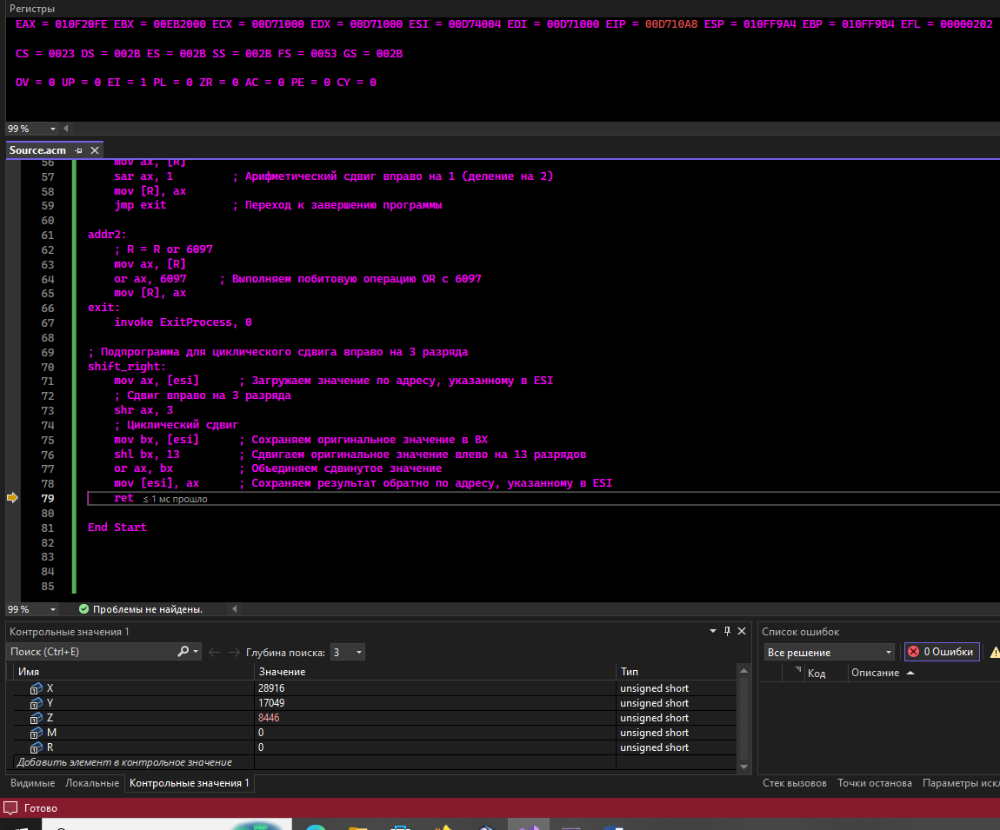 Регистры
EAX = 010F20FE EBX = 00EB2000 ECX = 00D71000 EDX = 00D71000 ESI = 00D74004 EDI = 00D71000 EIP = 00D710A8 ESP = 010FF9A4 EBP = 010FF9B4 EFL = 00000202
CS = 0023 DS = 002B ES = 002B SS = 002B FS = 0053 GS = 002B
OV = 0 UP = 0 EI = 1 PL = 0 ZR = 0 AC = 0 PE = 0 CY = 0
99 %
Source.acm
56 mov ax, [R]
57 sar ax, 1 ; Арифметический сдвиг вправо на 1 (деление на 2)
58 mov [R], ax
59 jmp exit ; Переход к завершению программы
60
61 addr2:
62 ; R = R or 6097
63 mov ax, [R]
64 or ax, 6097 ; Выполняем побитовую операцию OR с 6097
65 mov [R], ax
66 exit:
67 invoke ExitProcess, 0
68
69 ; Подпрограмма для циклического сдвига вправо на 3 разряда
70 shift_right:
71 mov ax, [esi] ; Загружаем значение по адресу, указанному в ESI
72 ; Сдвиг вправо на 3 разряда
73 shr ax, 3
74 ; Циклический сдвиг
75 mov bx, [esi] ; Сохраняем оригинальное значение в BX
76 shl bx, 13 ; Сдвигаем оригинальное значение влево на 13 разрядов
77 or ax, bx ; Объединяем сдвинутое значение
78 mov [esi], ax ; Сохраняем результат обратно по адресу, указанному в ESI
79 ret ≤ 1 мс прошло
80
81 End Start
82
83
84
85
99 % Проблемы не найдены.
Контрольные значения 1
Поиск (Ctrl+E) Глубина поиска: 3
Имя Значение Тип
X 28916 unsigned short
Y 17049 unsigned short
Z 8446 unsigned short
M 0 unsigned short
R 0 unsigned short
Добавить элемент в контрольное значение
Видимые Локальные Контрольные значения 1
Список ошибок
Все решение 0 Ошибки
Код Описание
Стек вызовов Точки останова Параметры
Готово